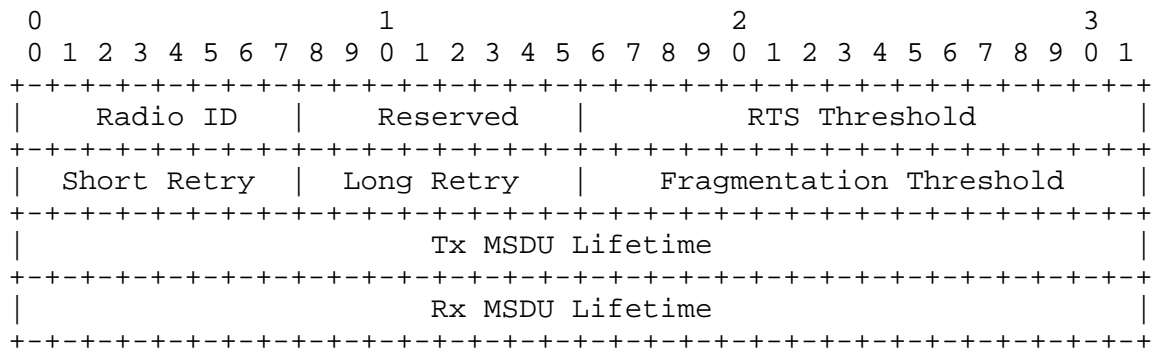 0                   1                   2                   3
0 1 2 3 4 5 6 7 8 9 0 1 2 3 4 5 6 7 8 9 0 1 2 3 4 5 6 7 8 9 0 1
+-+-+-+-+-+-+-+-+-+-+-+-+-+-+-+-+-+-+-+-+-+-+-+-+-+-+-+-+-+-+-+-+
|    Radio ID   |    Reserved   |         RTS Threshold         |
+-+-+-+-+-+-+-+-+-+-+-+-+-+-+-+-+-+-+-+-+-+-+-+-+-+-+-+-+-+-+-+-+
|  Short Retry  |  Long Retry   |    Fragmentation Threshold    |
+-+-+-+-+-+-+-+-+-+-+-+-+-+-+-+-+-+-+-+-+-+-+-+-+-+-+-+-+-+-+-+-+
|                       Tx MSDU Lifetime                        |
+-+-+-+-+-+-+-+-+-+-+-+-+-+-+-+-+-+-+-+-+-+-+-+-+-+-+-+-+-+-+-+-+
|                       Rx MSDU Lifetime                        |
+-+-+-+-+-+-+-+-+-+-+-+-+-+-+-+-+-+-+-+-+-+-+-+-+-+-+-+-+-+-+-+-+